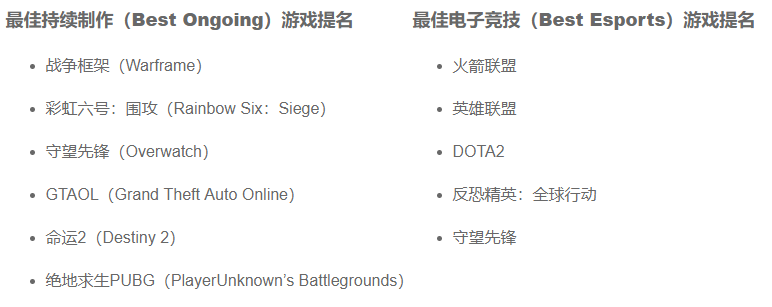 最佳持续制作（Best Ongoing）游戏提名
战争框架（Warframe）
彩虹六号：围攻（Rainbow Six：Siege）
守望先锋（Overwatch）
GTAOL（Grand Theft Auto Online）
命运2（Destiny 2）
绝地求生PUBG（PlayerUnknown’s Battlegrounds）
最佳电子竞技（Best Esports）游戏提名
火箭联盟
英雄联盟
DOTA2
反恐精英：全球行动
守望先锋